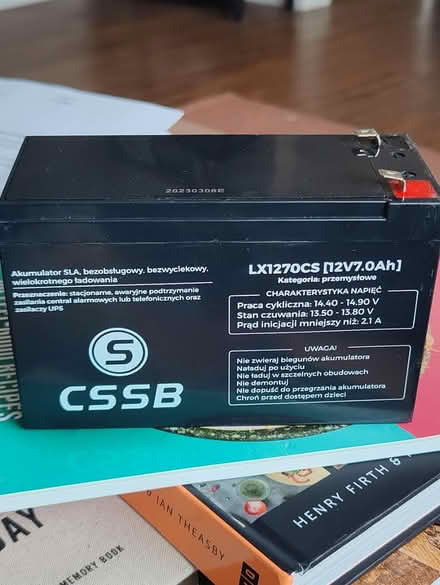 20230308E
Akumulator SLA, bezobsługowy, bezwyciekowy,
wielokrotnego ładowania
Przeznaczenie: stacjonarne, awaryjne podtrzymanie
zasilania central alarmowych lub telefonicznych oraz
zasilaczy UPS
S
CSSB
LX1270CS [12V7.0Ah]
Kategoria: przemysłowe
CHARAKTERYSTYKA NAPIĘĆ
Praca cykliczna: 14.40 - 14.90 V
Stan czuwania: 13.50 - 13.80 V
Prąd inicjacji mniejszy niż: 2.1 A
UWAGA!
Nie zwieraj biegunów akumulatora
Naładuj po użyciu
Nie ładuj w szczelnych obudowach
Nie demontuj
Nie dopuść do przegrzania akumulatora
Chroń przed dostępem dzieci
HENRY FIRTH &
IAN THEASBY
DAY
MEMORY BOOK